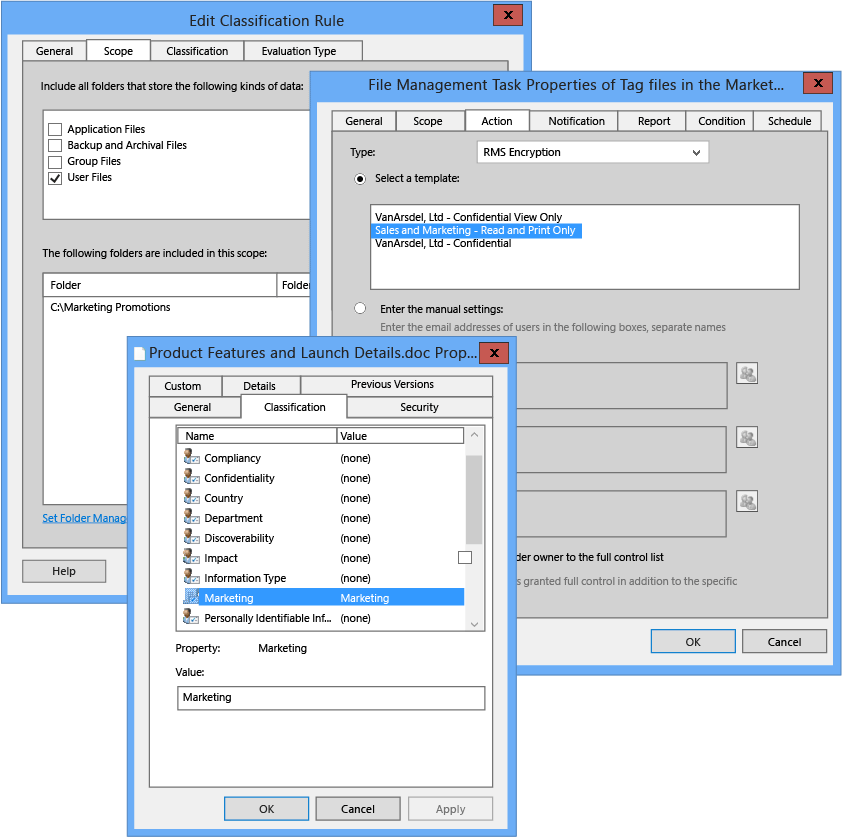 Edit Classification Rule
x
General Scope Classification Evaluation Type
Include all folders that store the following kinds of data:
Application Files
Backup and Archival Files
Group Files
User Files
The following folders are included in this scope:
Folder Folder
C:\Marketing Promotions
Set Folder Manag
Help
File Management Task Properties of Tag files in the Market...
x
General Scope Action Notification Report Condition Schedule
Type: RMS Encryption
Select a template:
VanArsdel, Ltd - Confidential View Only
Sales and Marketing - Read and Print Only
VanArsdel, Ltd - Confidential
Enter the manual settings:
Enter the email addresses of users in the following boxes, separate names
der owner to the full control list
s granted full control in addition to the specific
OK Cancel
Product Features and Launch Details.doc Prop...
x
Custom Details Previous Versions
General Classification Security
Name Value
Compliancy (none)
Confidentiality (none)
Country (none)
Department (none)
Discoverability (none)
Impact (none)
Information Type (none)
Marketing Marketing
Personally Identifiable Inf... (none)
Property: Marketing
Value:
Marketing
OK Cancel Apply